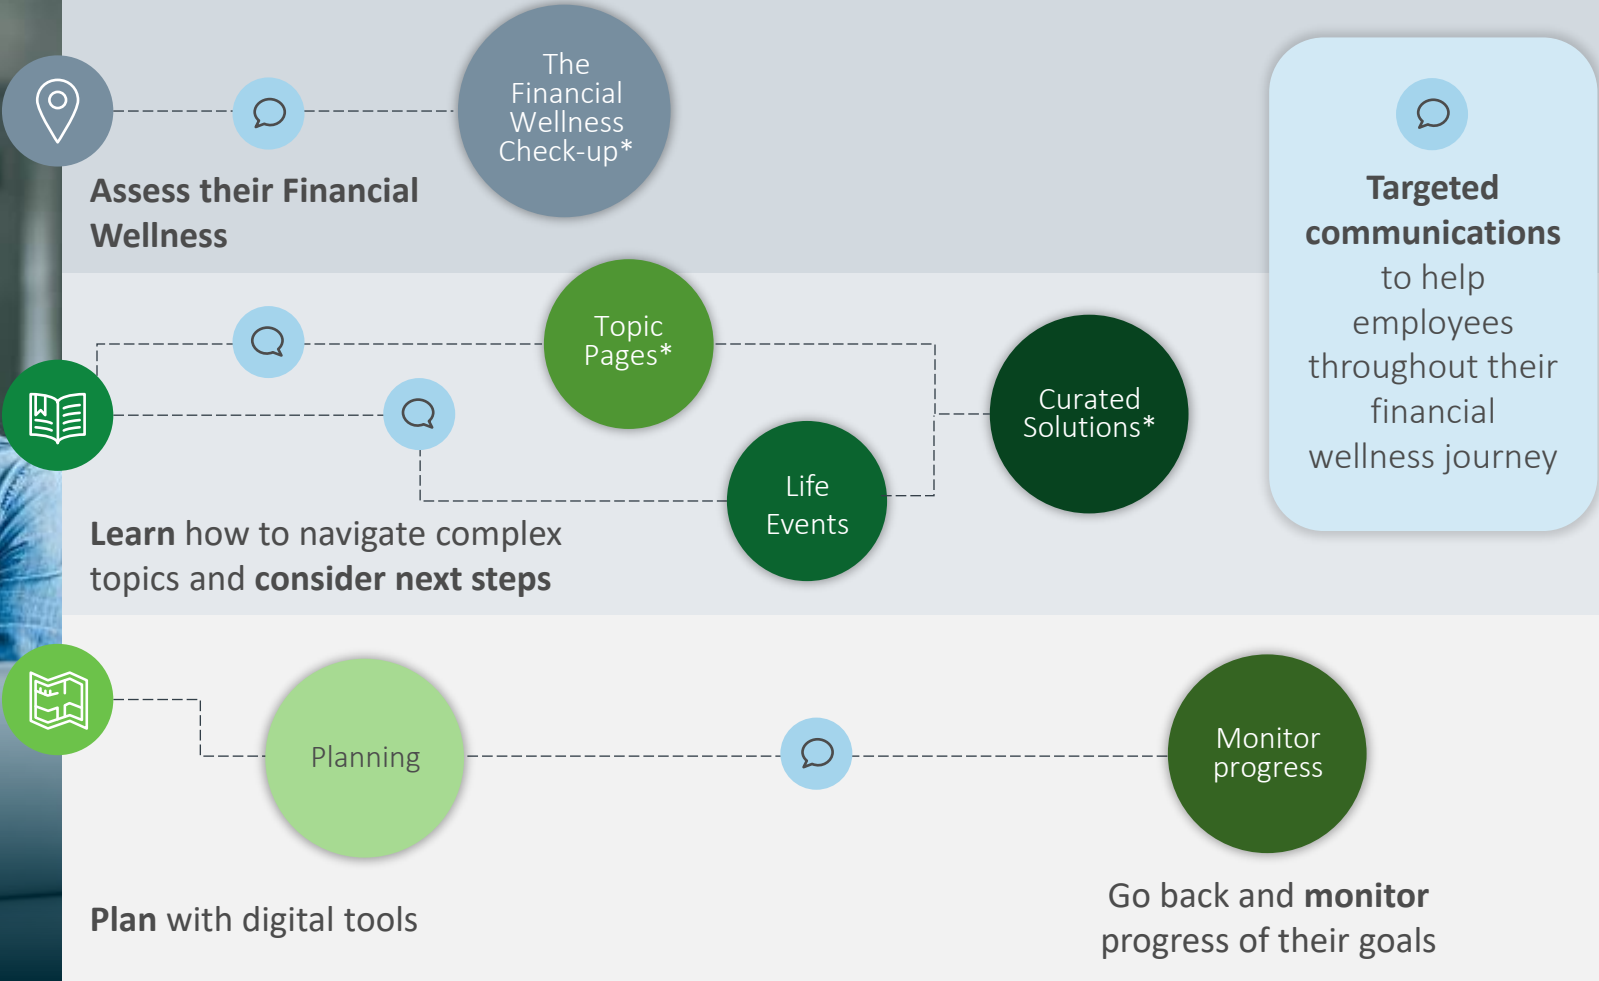 The
Financial
Wellness
Check-up*
Assess their Financial
Wellness
Targeted
communications
to help
employees
throughout their
financial
wellness journey
Topic
Pages*
Curated
Solutions*
Life
Events
Learn how to navigate complex
topics and consider next steps
Planning
Monitor
progress
Plan with digital tools
Go back and monitor
progress of their goals